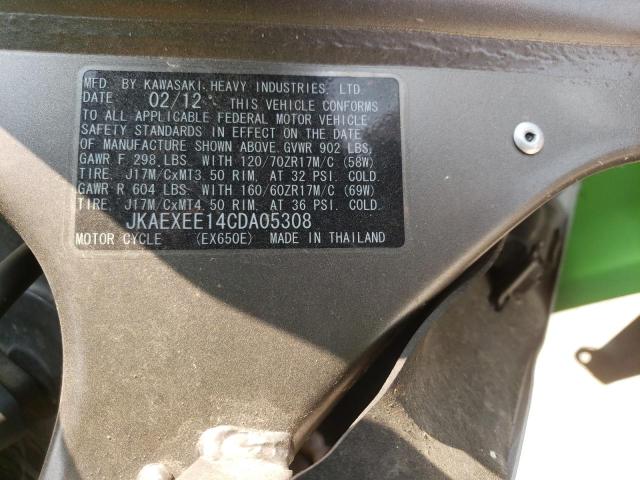 MFD. BY KAWASAKI HEAVY INDUSTRIES, LTD.
DATE 02/12 THIS VEHICLE CONFORMS
TO ALL APPLICABLE FEDERAL MOTOR VEHICLE
SAFETY STANDARDS IN EFFECT ON THE DATE
OF MANUFACTURE SHOWN ABOVE. GVWR 902 LBS,
GAWR F. 298 LBS. WITH 120/70ZR17M/C (58W)
TIRE. J17M/CxMT3.50 RIM. AT 32 PSI. COLD.
GAWR R 604 LBS. WITH 160/60ZR17M/C (69W)
TIRE. J17M/CxMT4.50 RIM. AT 36 PSI. COLD.
JKAEXEE14CDA05308
MOTOR CYCLE (EX650E) MADE IN THAILAND